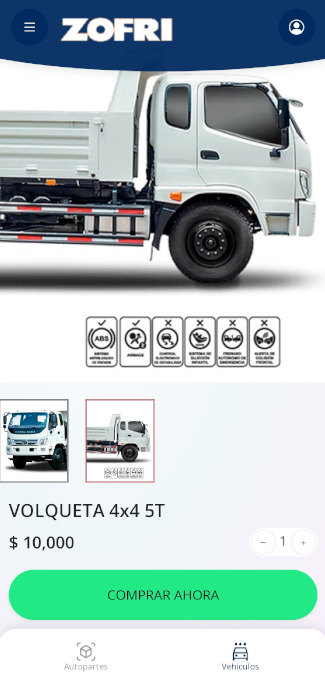 ZOFRI
ABS
SISTEMA ANTIBLOQUEO DE FRENOS
AIRBAGS
CONTROL ELECTRÓNICO DE ESTABILIDAD
SISTEMA DE SUJECIÓN INFANTIL
FRENADO AUTÓNOMO DE EMERGENCIA
ALERTA DE COLISIÓN FRONTAL
VOLQUETA 4x4 5T
$ 10,000
- 1 +
COMPRAR AHORA
Autopartes
Vehiculos